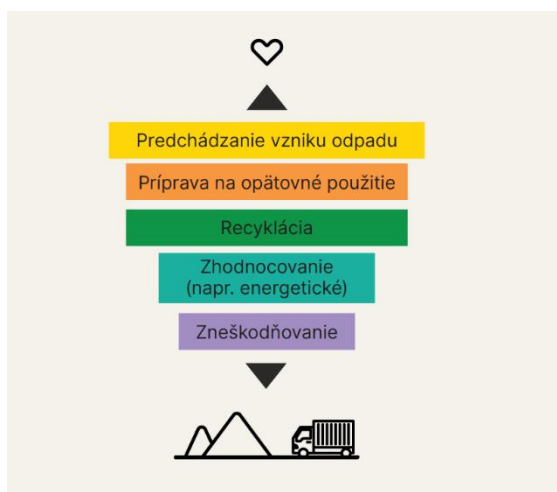 Predchádzanie vzniku odpadu
Príprava na opätovné použitie
Recyklácia
Zhodnocovanie
(napr. energetické)
Zneškodňovanie